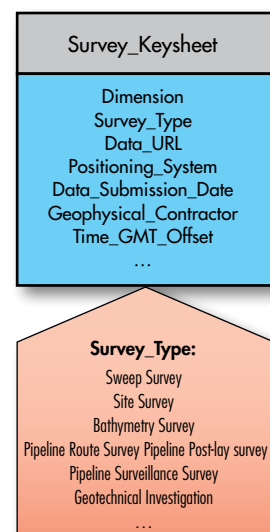 Survey_Keysheet
Dimension
Survey_Type
Data_URL
Positioning_System
Data_Submission_Date
Geophysical_Contractor
Time_GMT_Offset
...
Survey_Type:
Sweep Survey
Site Survey
Bathymetry Survey
Pipeline Route Survey Pipeline Post-lay survey
Pipeline Surveillance Survey
Geotechnical Investigation
...